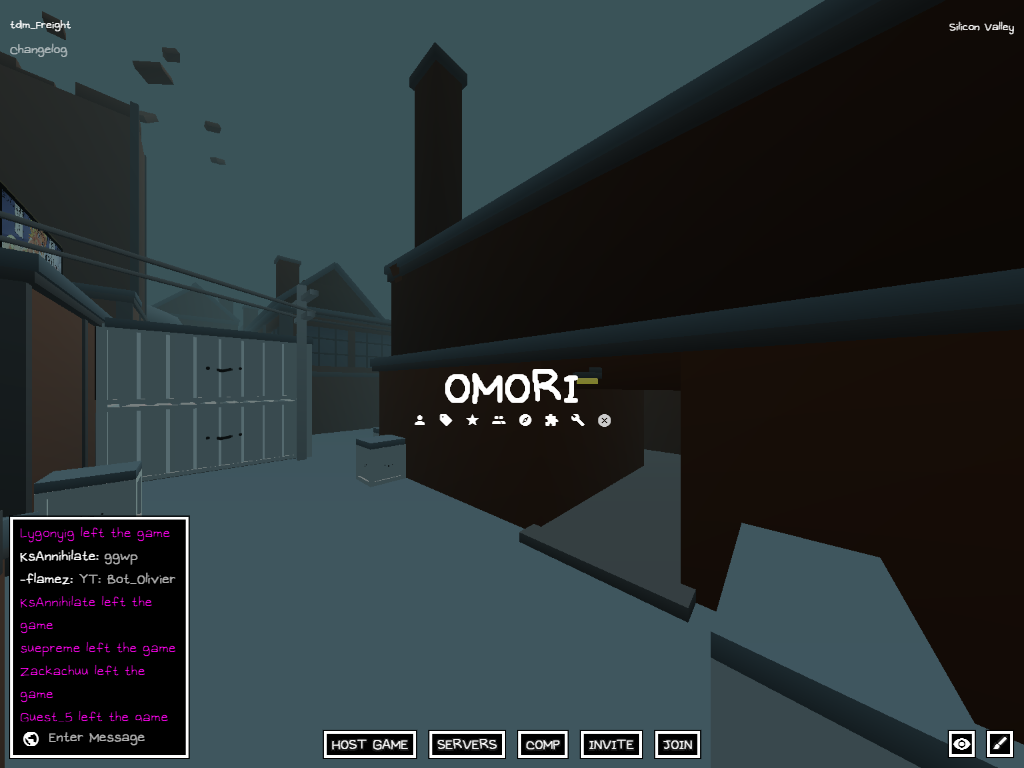 tdm_Freight
Silicon Valley
Changelog
OMORI
Lygonyig left the game
KsAnnihilate: ggwp
-flamez: YT: Bot_Olivier
KsAnnihilate left the
game
suepreme left the game
Zackachuu left the
game
Guest_5 left the game
Enter Message
HOST GAME
SERVERS
COMP
INVITE
JOIN